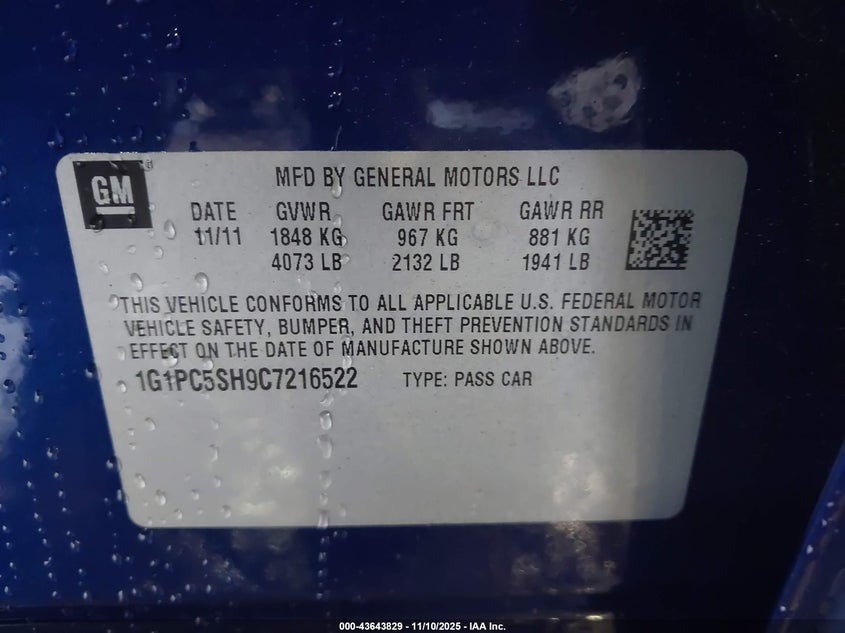 GM
MFD BY GENERAL MOTORS LLC
DATE GVWR GAWR FRT GAWR RR
11/11 1848 KG 967 KG 881 KG
4073 LB 2132 LB 1941 LB
THIS VEHICLE CONFORMS TO ALL APPLICABLE U.S. FEDERAL MOTOR
VEHICLE SAFETY, BUMPER, AND THEFT PREVENTION STANDARDS IN
EFFECT ON THE DATE OF MANUFACTURE SHOWN ABOVE.
1G1PC5SH9C7216522 TYPE: PASS CAR
000-43643829 - 11/10/2025 - IAA Inc.